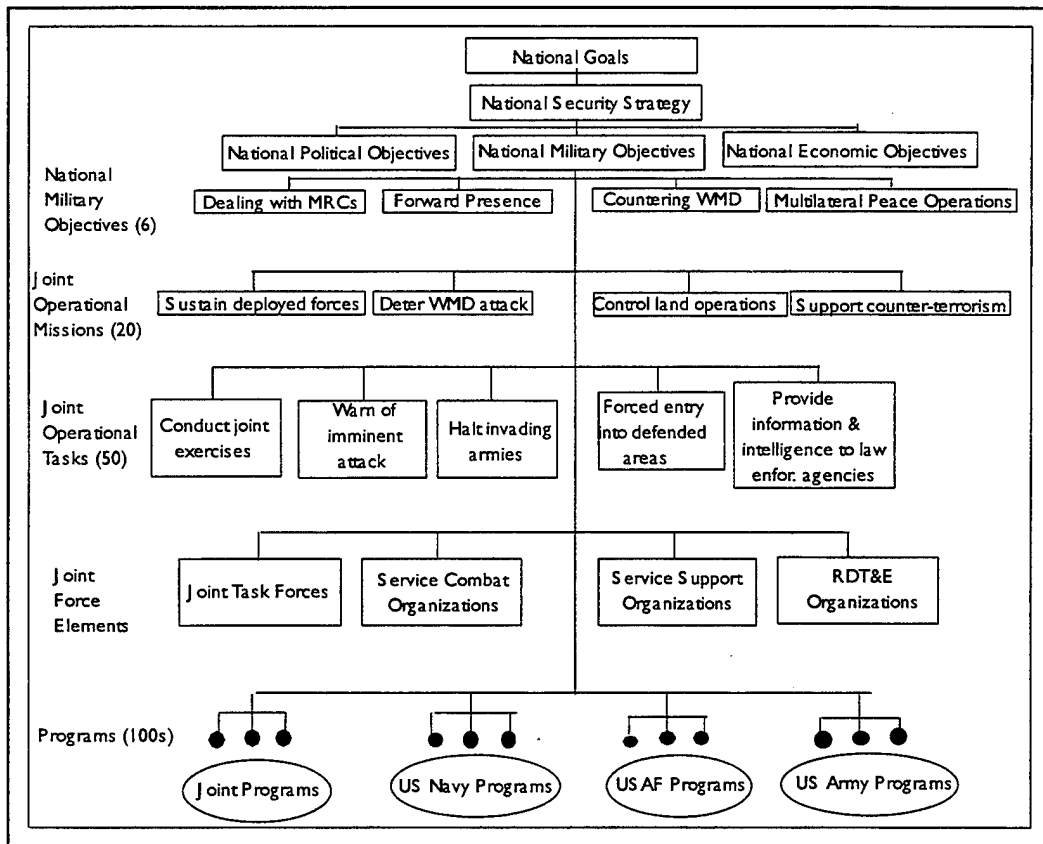 National Goals
National Security Strategy
National Political Objectives
National Military Objectives
National Economic Objectives
National
Military
Objectives (6)
Dealing with MRCs
Forward Presence
Countering WMD
Multilateral Peace Operations
Joint
Operational
Missions (20)
Sustain deployed forces
Deter WMD attack
Control land operations
Support counter-terrorism
Joint
Operational
Tasks (50)
Conduct joint
exercises
Warn of
imminent
attack
Halt invading
armies
Forced entry
into defended
areas
Provide
information &
intelligence to law
enfor. agencies
Joint
Force
Elements
Joint Task Forces
Service Combat
Organizations
Service Support
Organizations
RDT&E
Organizations
Programs (100s)
Joint Programs
US Navy Programs
USAF Programs
US Army Programs